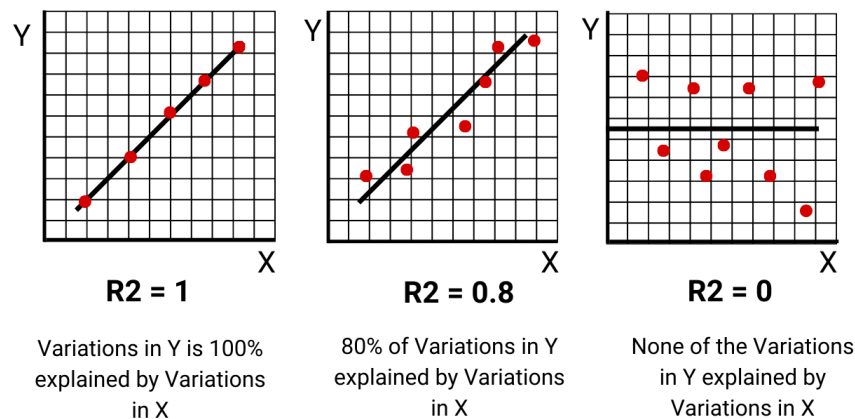 Y
X
R2 = 1
Variations in Y is 100%
explained by Variations
in X
Y
X
R2 = 0.8
80% of Variations in Y
explained by Variations
in X
Y
X
R2 = 0
None of the Variations
in Y explained by
Variations in X